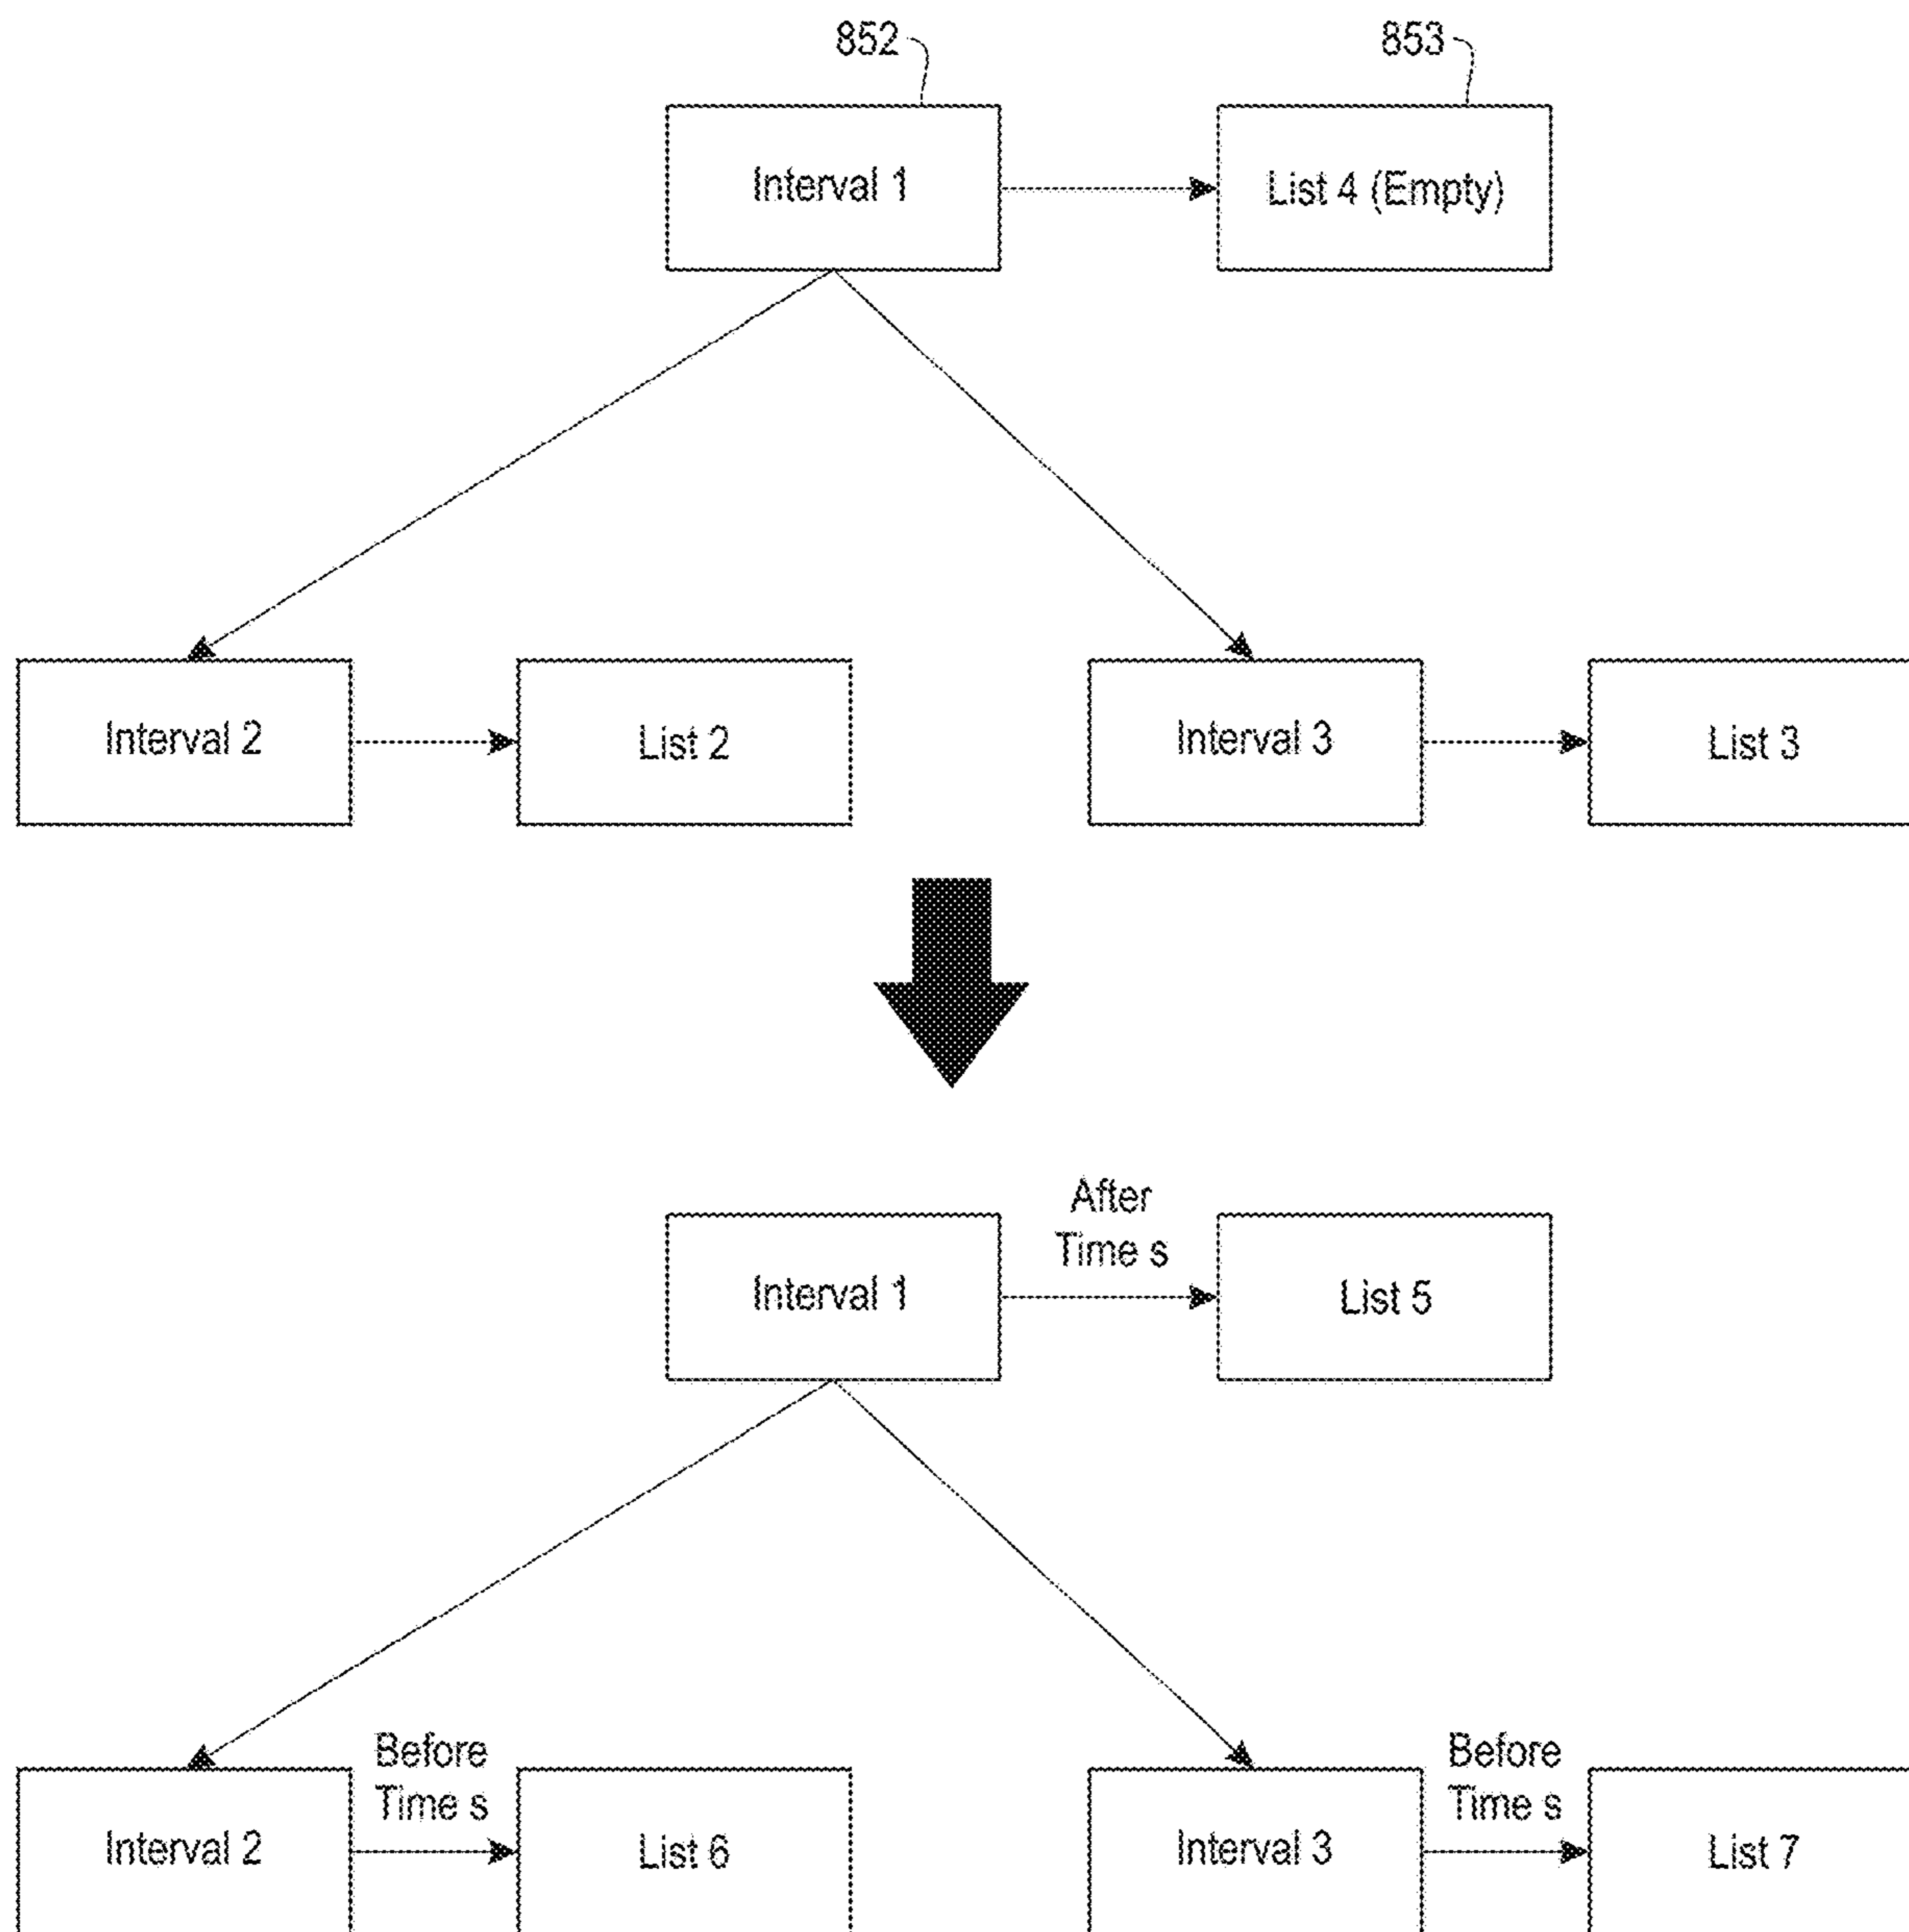 852
853
Interval 1
List 4 (Empty)
Interval 2
List 2
Interval 3
List 3
After
Time s
Interval 1
List 5
Before
Time s
Before
Time s
Interval 2
List 6
Interval 3
List 7